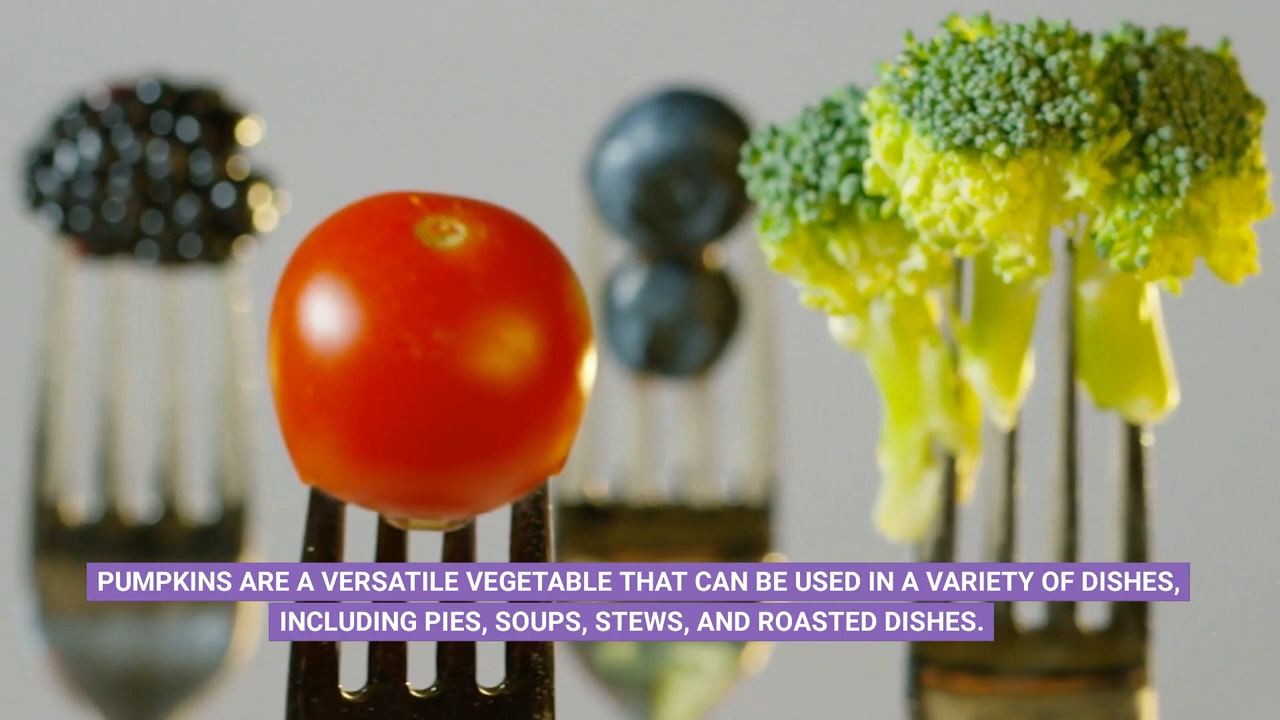 PUMPKINS ARE A VERSATILE VEGETABLE THAT CAN BE USED IN A VARIETY OF DISHES,
INCLUDING PIES, SOUPS, STEWS, AND ROASTED DISHES.